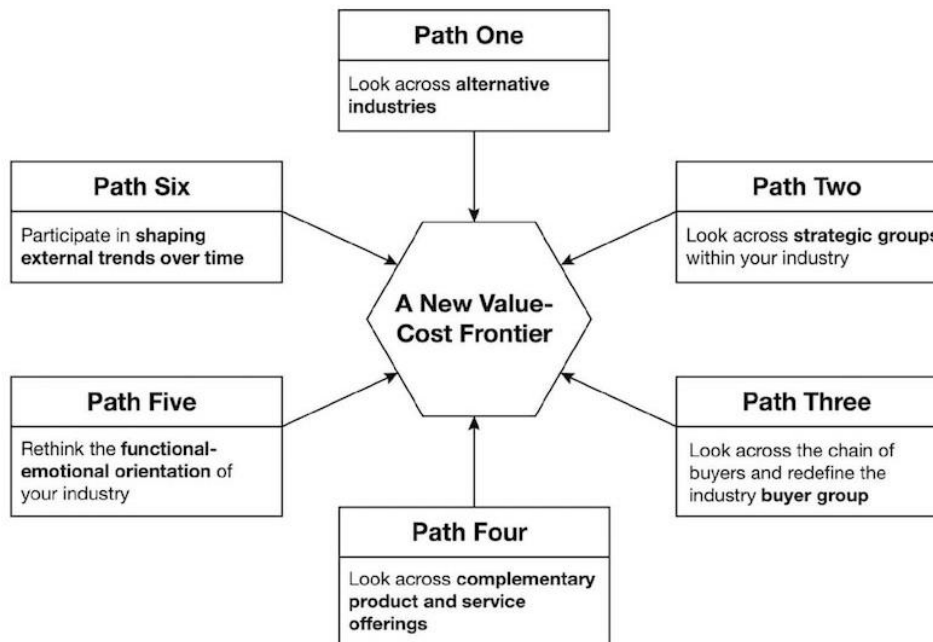 Path One
Look across alternative
industries
Path Six
Participate in shaping
external trends over time
Path Two
Look across strategic groups
within your industry
A New Value-
Cost Frontier
Path Five
Rethink the functional-
emotional orientation of
your industry
Path Three
Look across the chain of
buyers and redefine the
industry buyer group
Path Four
Look across complementary
product and service
offerings